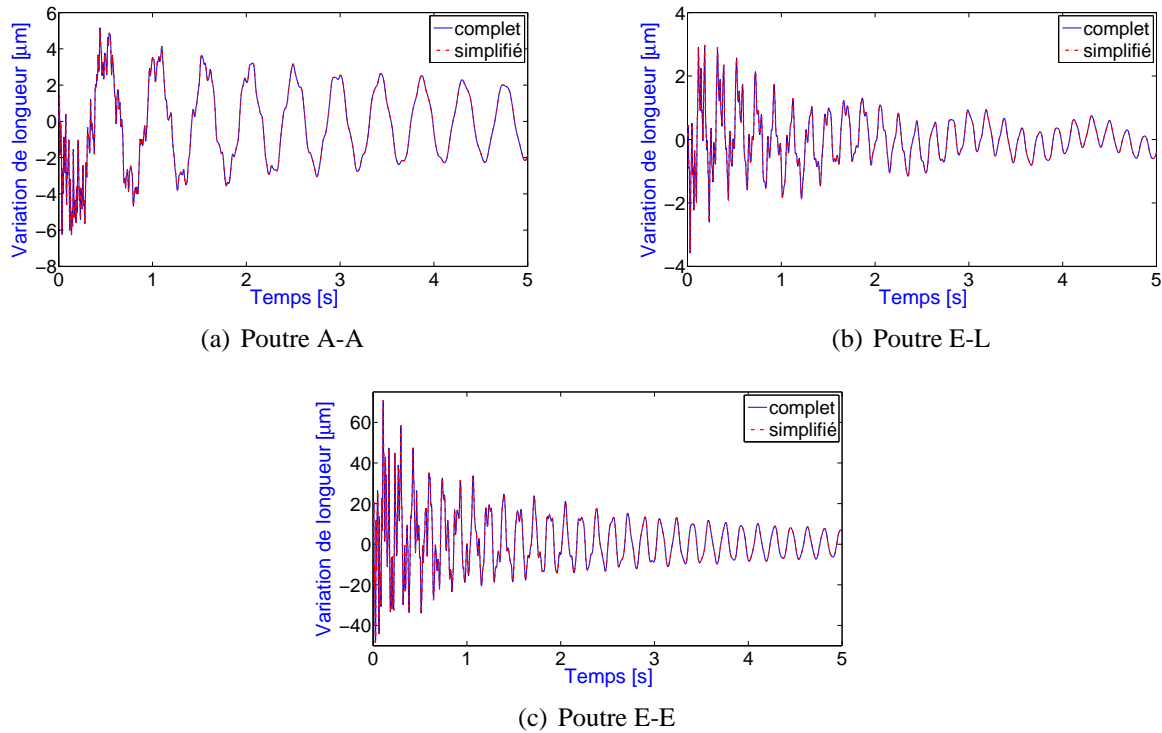 6
4
2
0
−2
−4
−6
−8
0 1 2 3 4 5
Variation de longueur [µm]
Temps [s]
complet
simplifié
(a) Poutre A-A
4
2
0
−2
−4
0 1 2 3 4 5
Variation de longueur [µm]
Temps [s]
complet
simplifié
(b) Poutre E-L
60
40
20
0
−20
−40
0 1 2 3 4 5
Variation de longueur [µm]
Temps [s]
complet
simplifié
(c) Poutre E-E